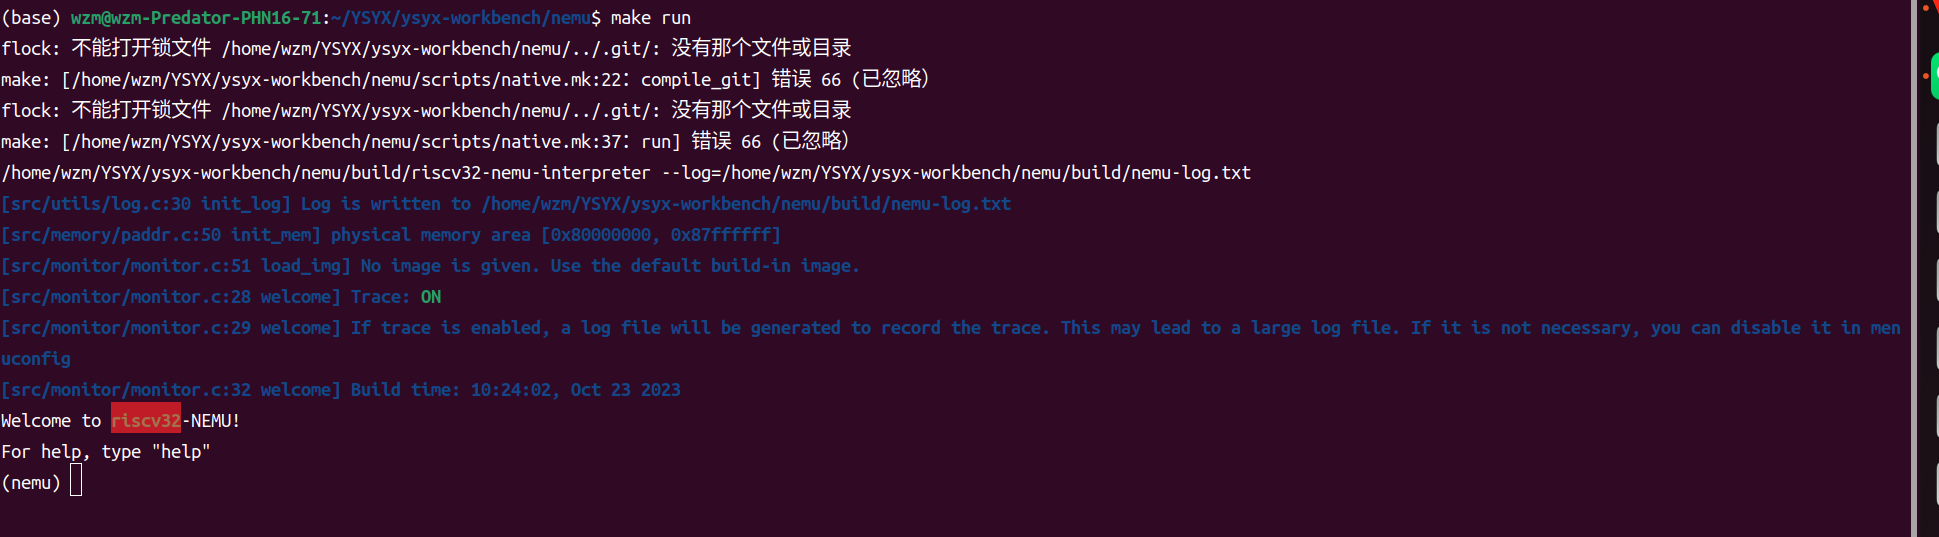 (base) wzm@wzm-Predator-PHN16-71:~/YSYX/ysyx-workbench/nemu$ make run
flock: 不能打开锁文件 /home/wzm/YSYX/ysyx-workbench/nemu/../.git/: 没有那个文件或目录
make: [/home/wzm/YSYX/ysyx-workbench/nemu/scripts/native.mk:22：compile_git] 错误 66 (已忽略）
flock: 不能打开锁文件 /home/wzm/YSYX/ysyx-workbench/nemu/../.git/: 没有那个文件或目录
make: [/home/wzm/YSYX/ysyx-workbench/nemu/scripts/native.mk:37：run] 错误 66 (已忽略）
/home/wzm/YSYX/ysyx-workbench/nemu/build/riscv32-nemu-interpreter --log=/home/wzm/YSYX/ysyx-workbench/nemu/build/nemu-log.txt
[src/utils/log.c:30 init_log] Log is written to /home/wzm/YSYX/ysyx-workbench/nemu/build/nemu-log.txt
[src/memory/paddr.c:50 init_mem] physical memory area [0x80000000, 0x87ffffff]
[src/monitor/monitor.c:51 load_img] No image is given. Use the default build-in image.
[src/monitor/monitor.c:28 welcome] Trace: ON
[src/monitor/monitor.c:29 welcome] If trace is enabled, a log file will be generated to record the trace. This may lead to a large log file. If it is not necessary, you can disable it in men
uconfig
[src/monitor/monitor.c:32 welcome] Build time: 10:24:02, Oct 23 2023
Welcome to riscv32-NEMU!
For help, type "help"
(nemu)